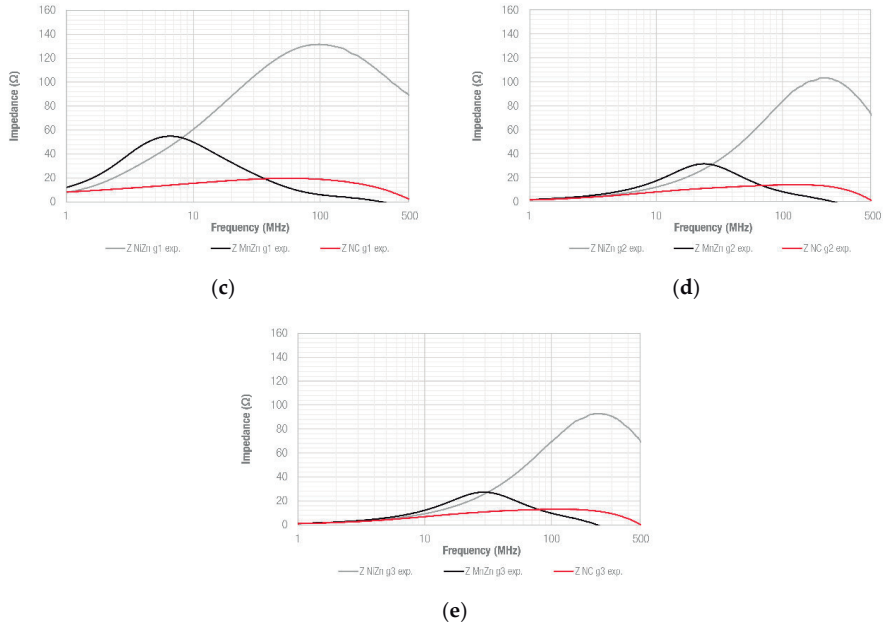 160
140
120
100
80
60
40
20
0
Impedance (Ω)
1
10
100
500
Frequency (MHz)
Z NiZn g1 exp.
Z MnZn g1 exp.
Z NC g1 exp.
(c)
160
140
120
100
80
60
40
20
0
Impedance (Ω)
1
10
100
500
Frequency (MHz)
Z NiZn g2 exp.
Z MnZn g2 exp.
Z NC g2 exp.
(d)
160
140
120
100
80
60
40
20
0
Impedance (Ω)
1
10
100
500
Frequency (MHz)
Z NiZn g3 exp.
Z MnZn g3 exp.
Z NC g3 exp.
(e)